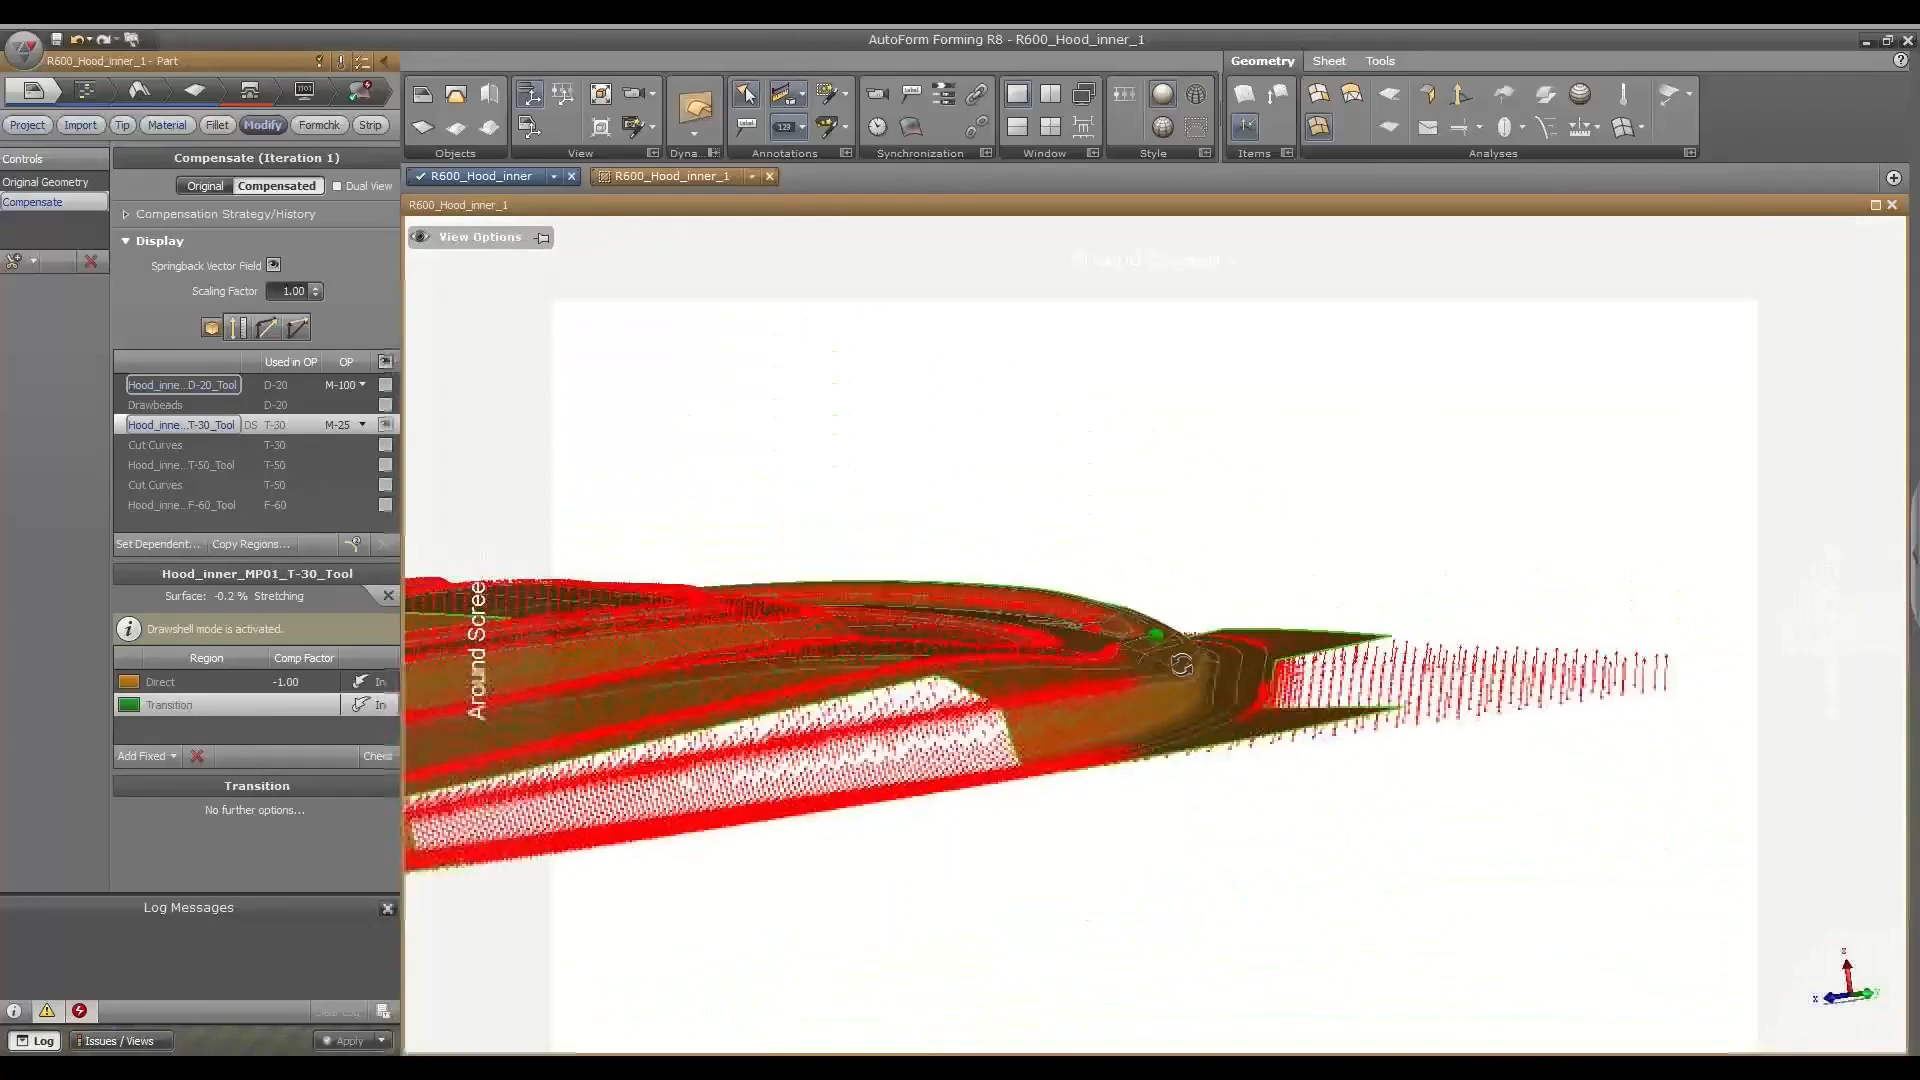 AutoForm Forming R8 - R600_Hood_inner_1
R600_Hood_inner_1 - Part
Geometry Sheet Tools
Project Import Tip Material Fillet Modify Formchk Strip
Objects View Dyna... Annotations Synchronization Window Style Items Analyses
Label
123
Label
Controls
Original Geometry
Compensate
Compensate (Iteration 1)
Original Compensated Dual View
Compensation Strategy/History
Display
Springback Vector Field
Scaling Factor 1.00
Used in OP OP
Hood_inne...D-20_Tool D-20 M-100
Drawbeads D-20
Hood_inne...T-30_Tool DS T-30 M-25
Cut Curves T-30
Hood_inne...T-50_Tool T-50
Cut Curves T-50
Hood_inne...F-60_Tool F-60
Set Dependent... Copy Regions...
Hood_inner_MP01_T-30_Tool
Surface: -0.2 % Stretching
Drawshell mode is activated.
Region Comp Factor
Direct -1.00 In
Transition In
Add Fixed Chec
Transition
No further options...
Log Messages
Clear Log
Log Issues / Views Apply
R600_Hood_inner R600_Hood_inner_1
R600_Hood_inner_1
View Options
Around Scree
z
x